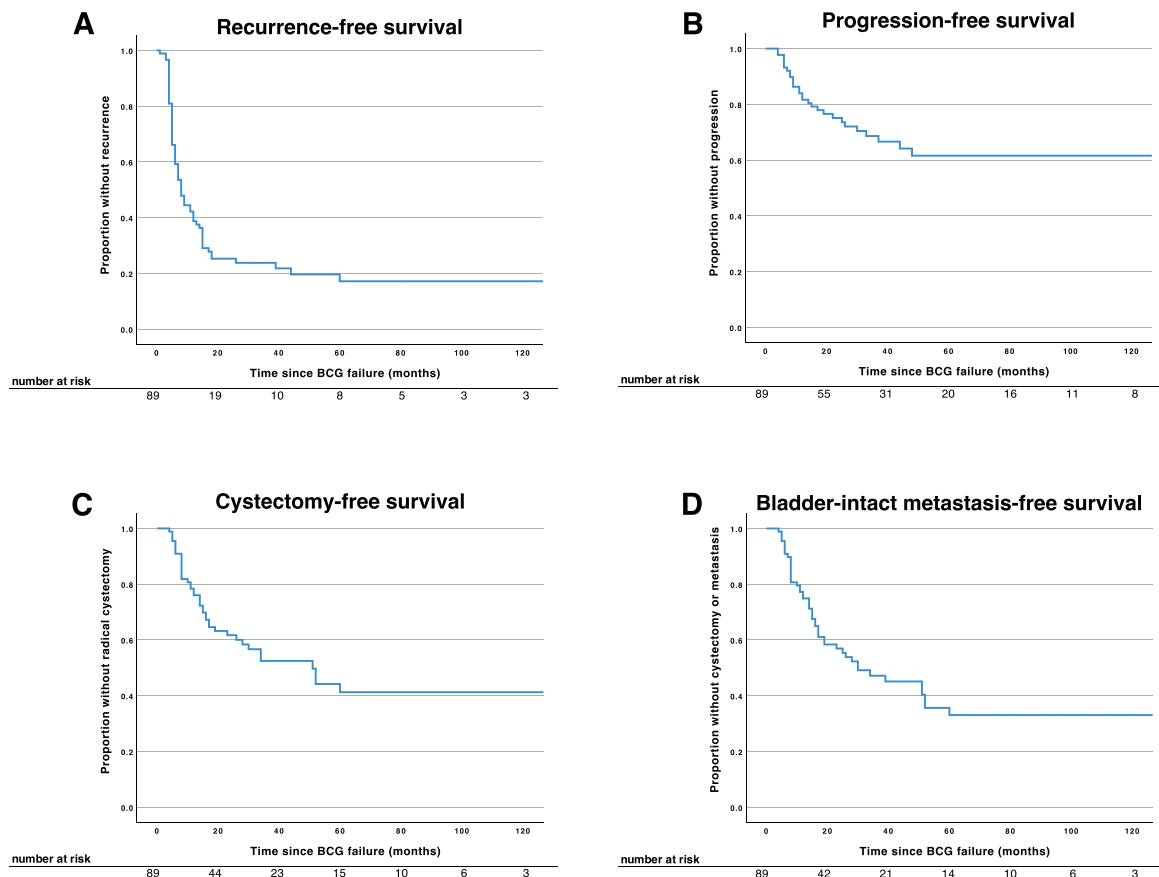 A
Recurrence-free survival
Proportion without recurrence
1.0
0.8
0.6
0.4
0.2
0.0
0 20 40 60 80 100 120
Time since BCG failure (months)
number at risk
89 19 10 8 5 3 3
B
Progression-free survival
Proportion without progression
1.0
0.8
0.6
0.4
0.2
0.0
0 20 40 60 80 100 120
Time since BCG failure (months)
number at risk
89 55 31 20 16 11 8
C
Cystectomy-free survival
Proportion without radical cystectomy
1.0
0.8
0.6
0.4
0.2
0.0
0 20 40 60 80 100 120
Time since BCG failure (months)
number at risk
89 44 23 15 10 6 3
D
Bladder-intact metastasis-free survival
Proportion without cystectomy or metastasis
1.0
0.8
0.6
0.4
0.2
0.0
0 20 40 60 80 100 120
Time since BCG failure (months)
number at risk
89 42 21 14 10 6 3